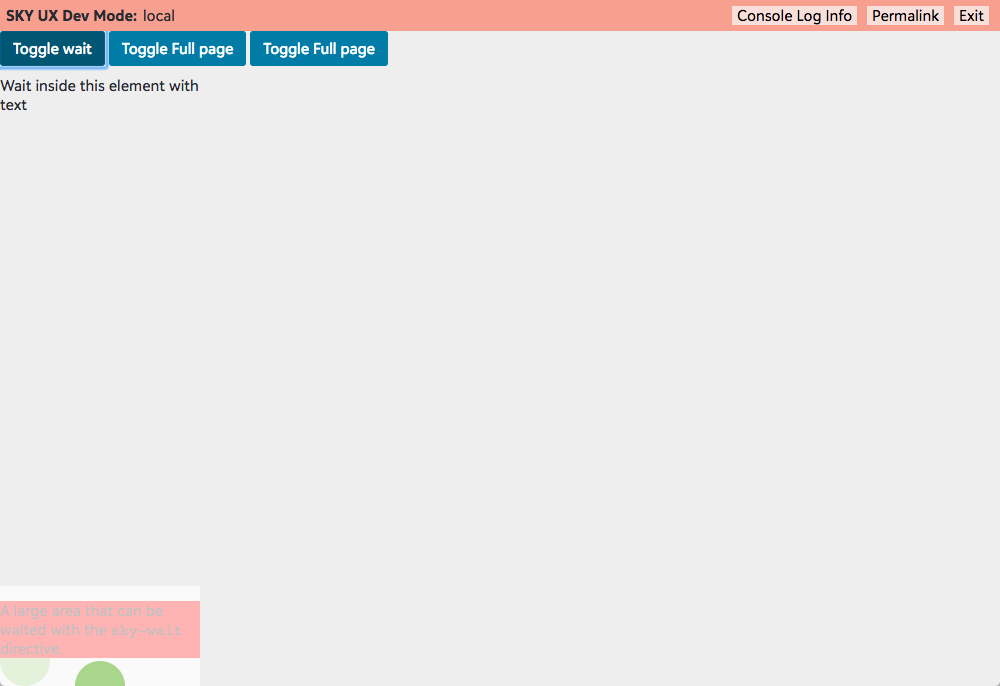 SKY UX Dev Mode: local Console Log Info Permalink Exit
Toggle wait Toggle Full page Toggle Full page
Wait inside this element with
text
A large area that can be
waited with the sky-wait
directive.